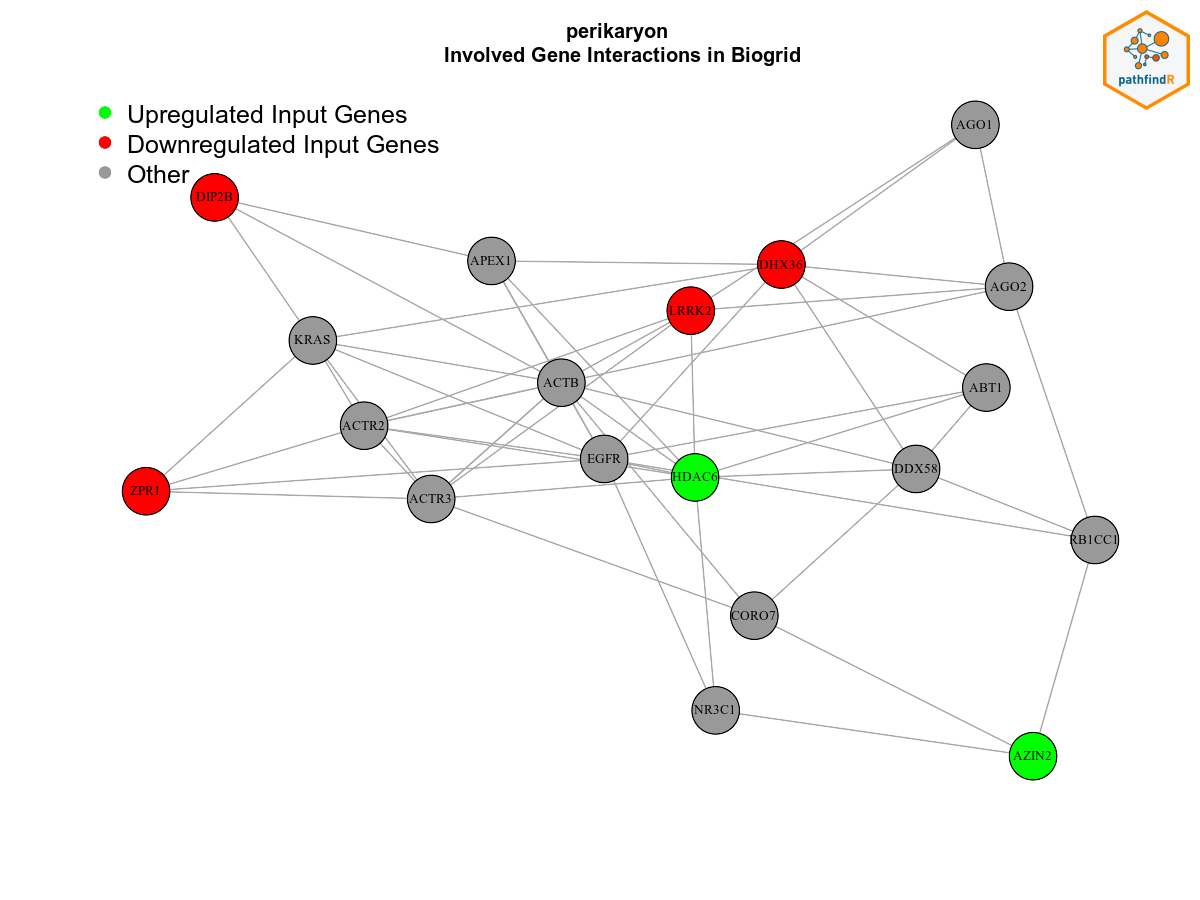 perikaryon
Involved Gene Interactions in Biogrid
pathfindR
Upregulated Input Genes
Downregulated Input Genes
Other
AGO1
DIP2B
APEX1
DHX36
AGO2
LRRK2
KRAS
ACTB
ABT1
ACTR2
EGFR
DDX58
HDAC6
ZPR1
ACTR3
RB1CC1
CORO7
NR3C1
AZIN2